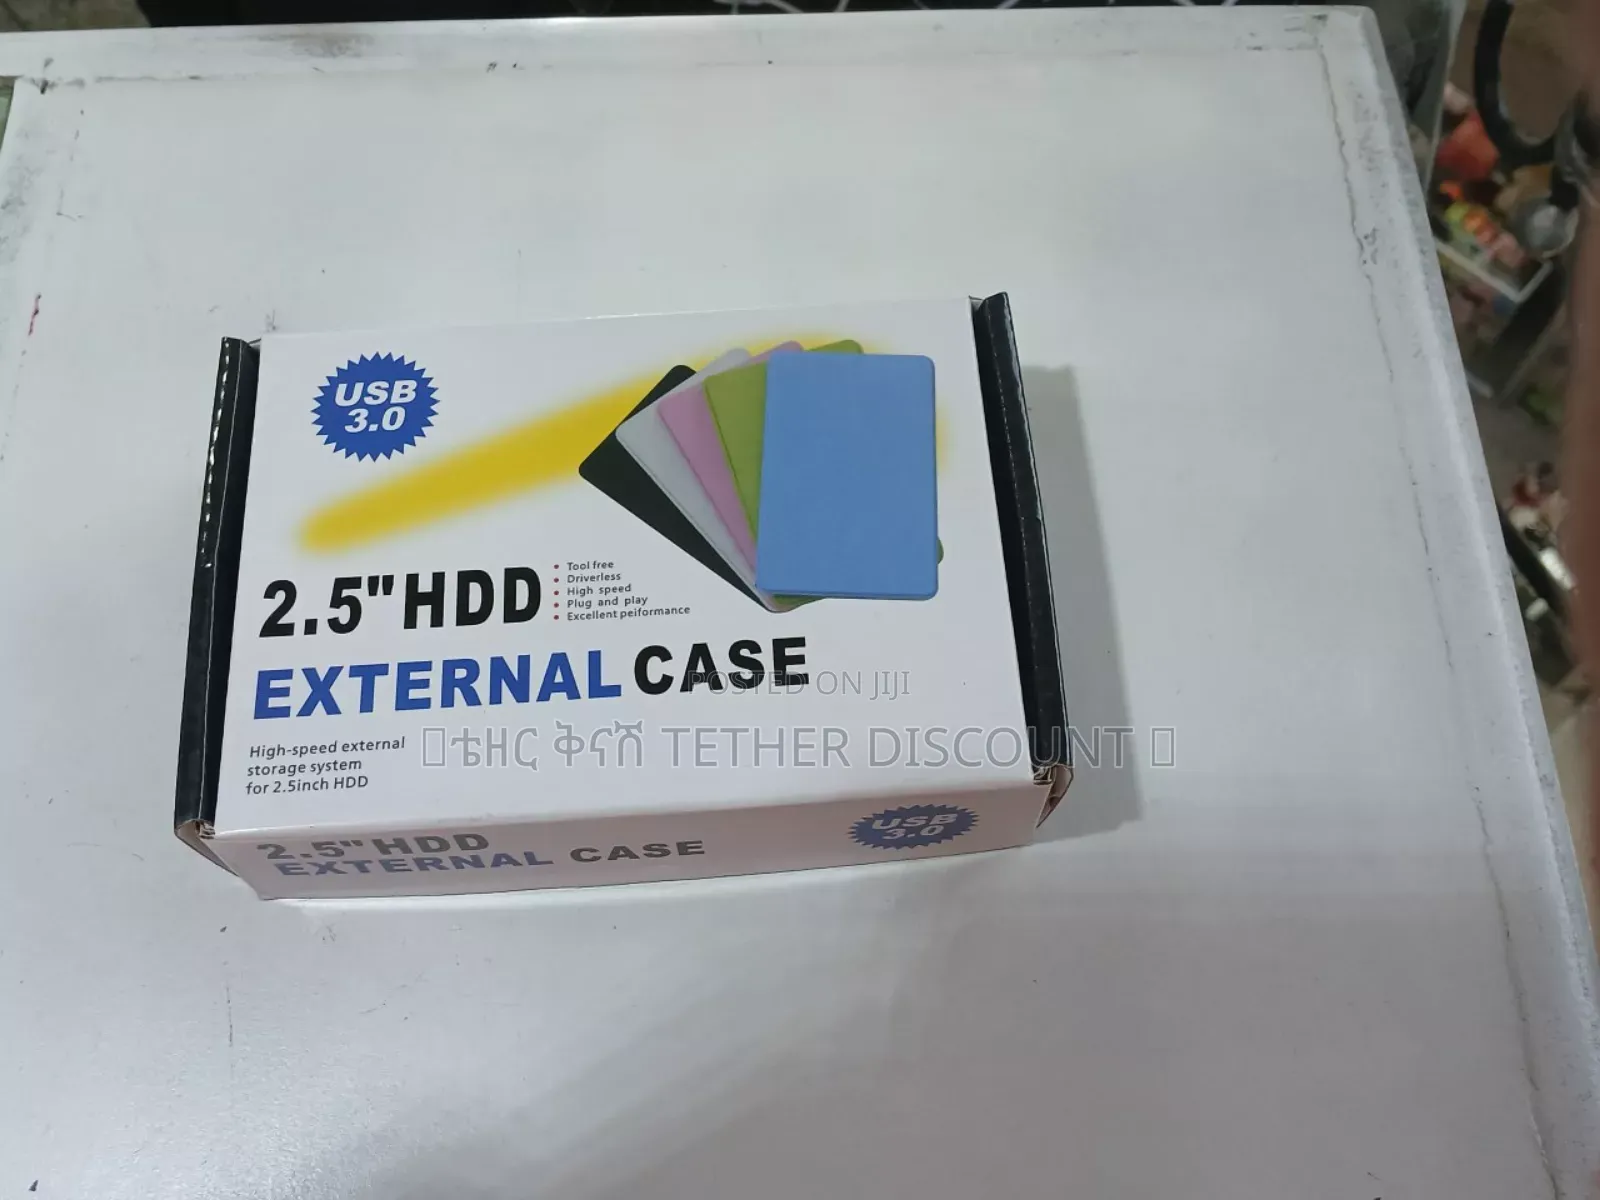 USB
3.0
2.5" HDD
Tool free
Driverless
High speed
Plug and play
Excellent peiformance
EXTERNAL CASE
POSTED ON JIJI
ቴዘር ቅናሽ TETHER DISCOUNT
High-speed external
storage system
for 2.5inch HDD
2.5" HDD
EXTERNAL CASE
USB
3.0